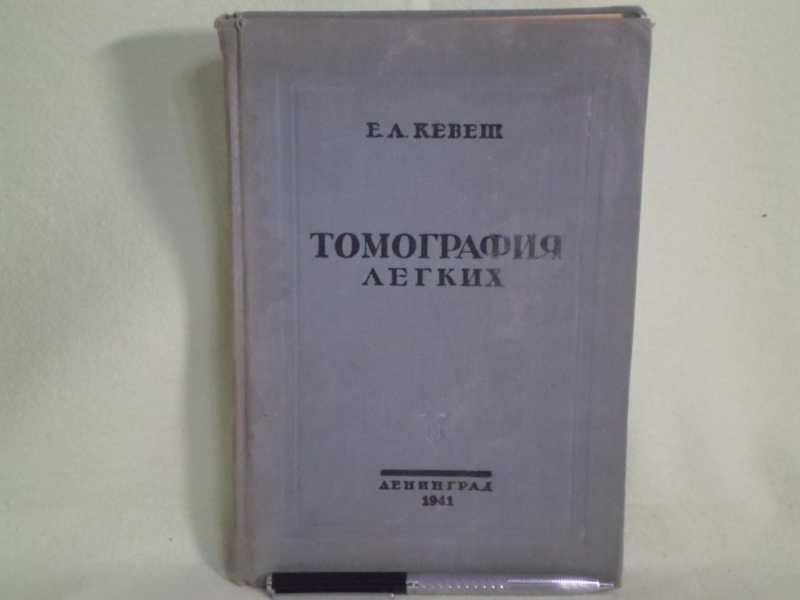 Е. Л. КЕВЕШ
ТОМОГРАФИЯ
ЛЕГКИХ
ЛЕНИНГРАД
1941